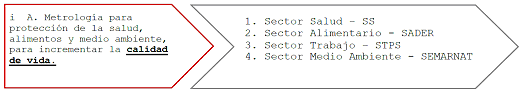 i A. Metrología para
protección de la salud,
alimentos y medio ambiente,
para incrementar la calidad
de vida.
1. Sector Salud – SS
2. Sector Alimentario – SADER
3. Sector Trabajo – STPS
4. Sector Medio Ambiente – SEMARNAT